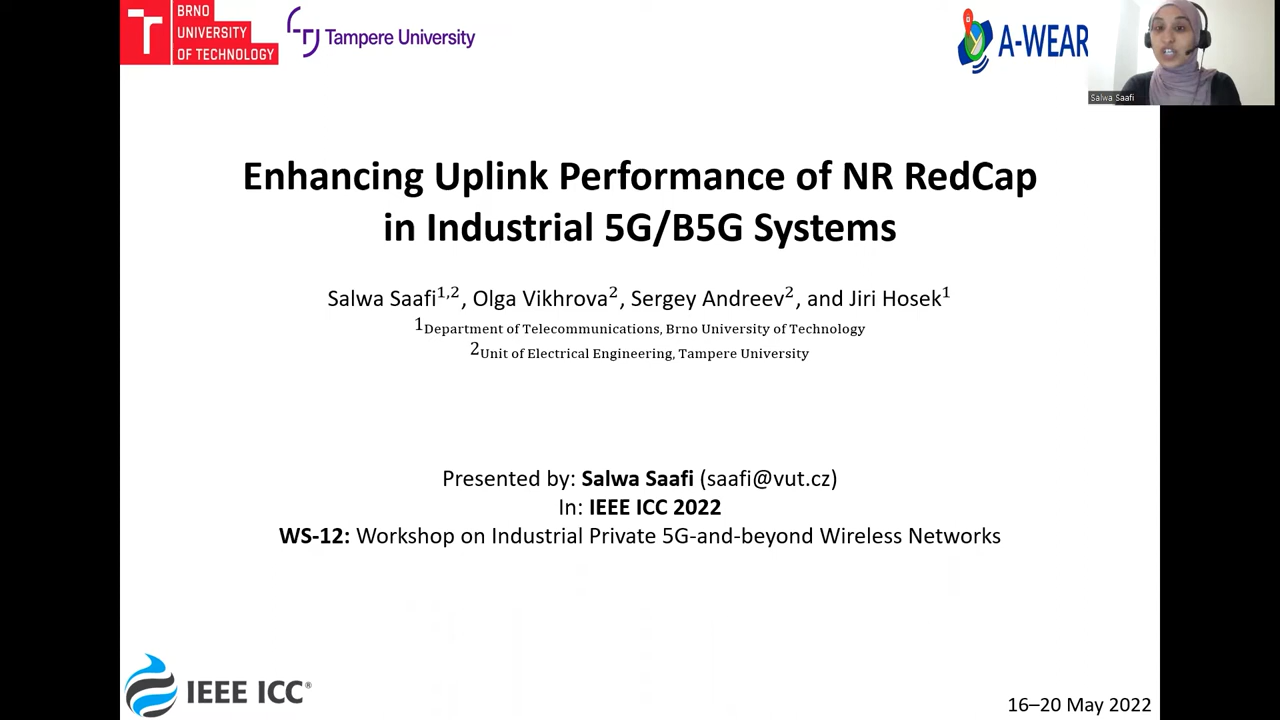 BRNO
UNIVERSITY
OF TECHNOLOGY
Tampere University
A-WEAR
Salwa Saafi
Enhancing Uplink Performance of NR RedCap
in Industrial 5G/B5G Systems
Salwa Saafi1,2, Olga Vikhrova2, Sergey Andreev2, and Jiri Hosek1
1Department of Telecommunications, Brno University of Technology
2Unit of Electrical Engineering, Tampere University
Presented by: Salwa Saafi (saafi@vut.cz)
In: IEEE ICC 2022
WS-12: Workshop on Industrial Private 5G-and-beyond Wireless Networks
IEEE ICC®
16–20 May 2022